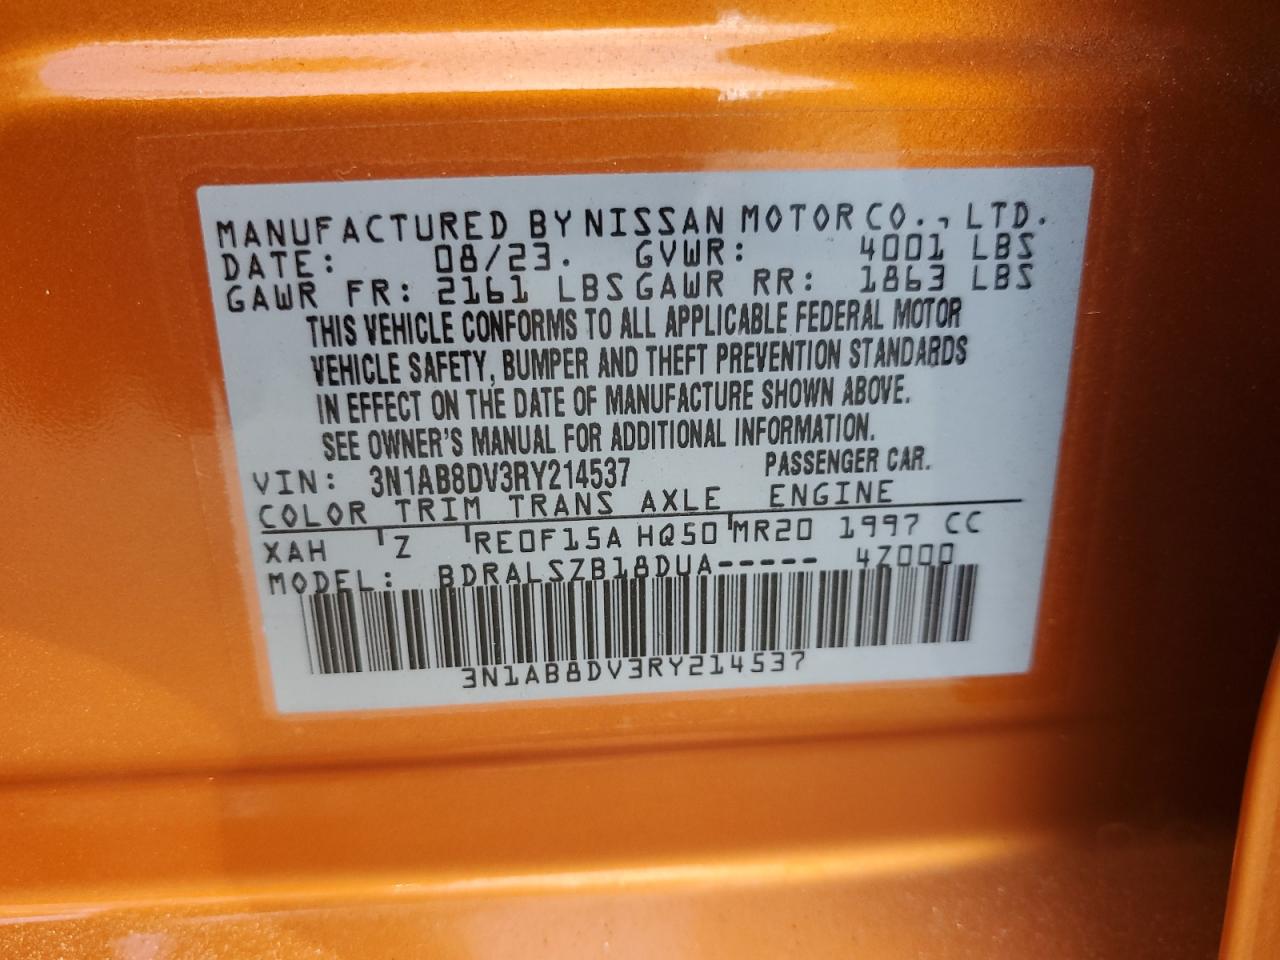 MANUFACTURED BY NISSAN MOTOR CO., LTD.
DATE: 08/23. GVWR: 4001 LBS
GAWR FR: 2161 LBS GAWR RR: 1863 LBS
THIS VEHICLE CONFORMS TO ALL APPLICABLE FEDERAL MOTOR
VEHICLE SAFETY, BUMPER AND THEFT PREVENTION STANDARDS
IN EFFECT ON THE DATE OF MANUFACTURE SHOWN ABOVE.
SEE OWNER'S MANUAL FOR ADDITIONAL INFORMATION.
VIN: 3N1AB8DV3RY214537 PASSENGER CAR.
COLOR TRIM TRANS AXLE ENGINE
XAH Z RE0F15A HQ50 MR20 1997 CC
MODEL: BDRALSZB18DUA----- 4Z000
3N1AB8DV3RY214537